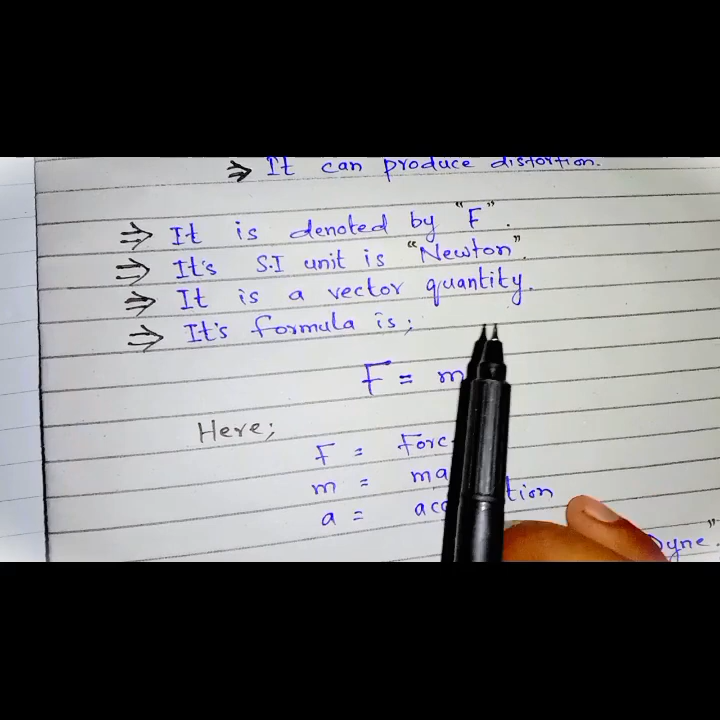 ⇒ It can produce distortion.
⇒ It is denoted by "F".
⇒ It's S.I unit is "Newton".
⇒ It is a vector quantity.
⇒ It's formula is;
F = m
Here;
F = Forc
m = ma
a = acc tion
Dyne"